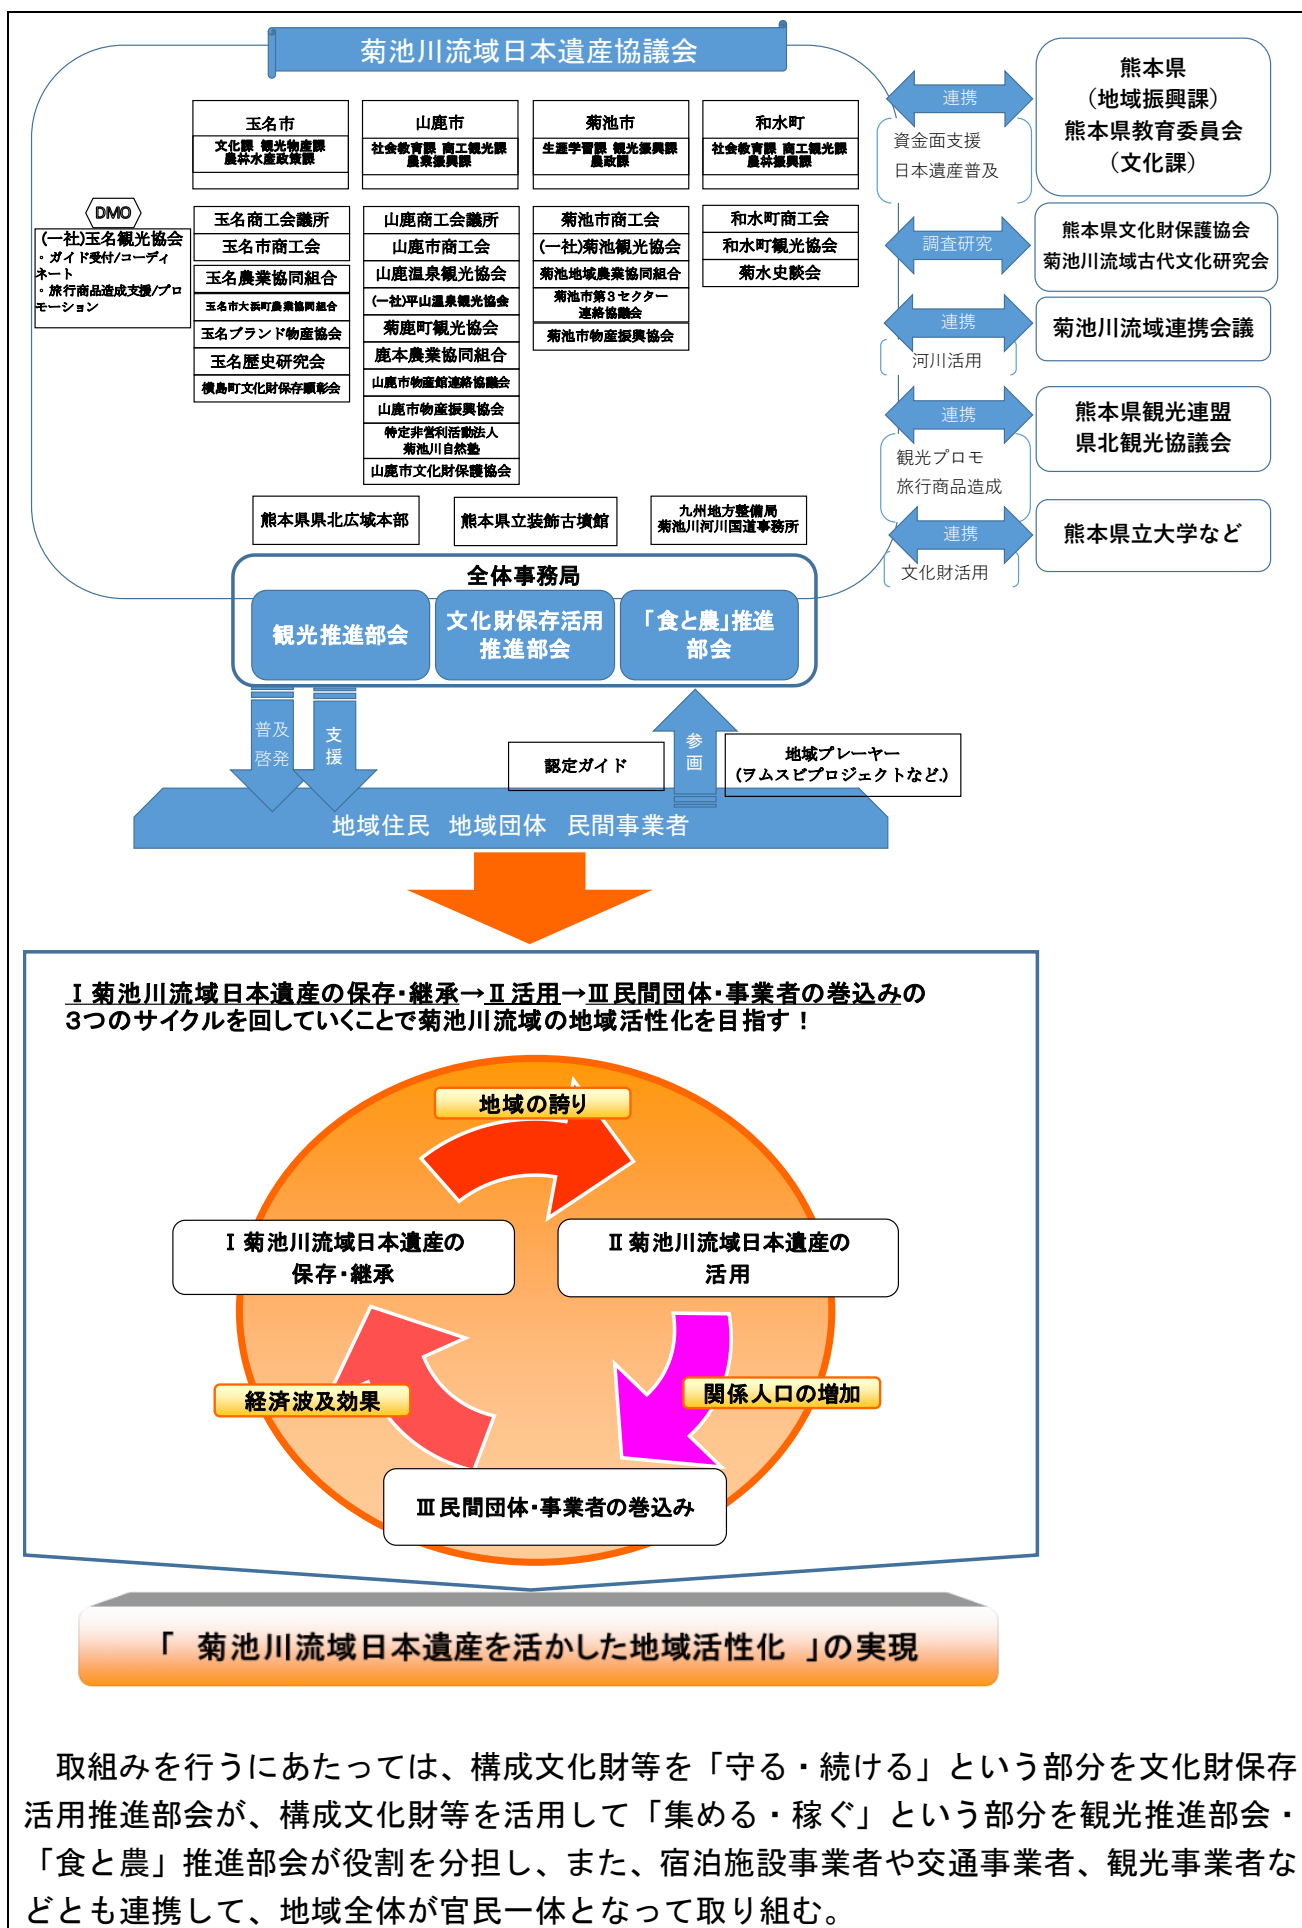 菊池川流域日本遺産協議会
玉名市
文化課 観光物産課
農林水産政策課
山鹿市
社会教育課 商工観光課
農業振興課
菊池市
生涯学習課 観光振興課
農政課
和水町
社会教育課 商工観光課
農林振興課
DMO
(一社)玉名観光協会
・ガイド受付/コーディ
ネート
・旅行商品造成支援/プロ
モーション
玉名商工会議所
玉名市商工会
玉名農業協同組合
玉名市大浜町農業協同組合
玉名ブランド物産協会
玉名歴史研究会
横島町文化財保存顕彰会
山鹿商工会議所
山鹿市商工会
山鹿温泉観光協会
(一社)平山温泉観光協会
菊鹿町観光協会
鹿本農業協同組合
山鹿市物産館連絡協議会
山鹿市物産振興協会
特定非営利活動法人
菊池川自然塾
山鹿市文化財保護協会
菊池市商工会
(一社)菊池観光協会
菊池地域農業協同組合
菊池市第3セクター
連絡協議会
菊池市物産振興協会
和水町商工会
和水町観光協会
菊水史談会
熊本県県北広域本部
熊本県立装飾古墳館
九州地方整備局
菊池川河川国道事務所
連携
資金面支援
日本遺産普及
熊本県
(地域振興課)
熊本県教育委員会
(文化課)
調査研究
熊本県文化財保護協会
菊池川流域古代文化研究会
連携
河川活用
菊池川流域連携会議
連携
観光プロモ
旅行商品造成
熊本県観光連盟
県北観光協議会
連携
文化財活用
熊本県立大学など
全体事務局
観光推進部会
文化財保存活用
推進部会
「食と農」推進
部会
普及
啓発
支
援
認定ガイド
参
画
地域プレーヤー
(ヲムスビプロジェクトなど.)
地域住民 地域団体 民間事業者
Ⅰ菊池川流域日本遺産の保存・継承→Ⅱ活用→Ⅲ民間団体・事業者の巻込みの
3つのサイクルを回していくことで菊池川流域の地域活性化を目指す！
地域の誇り
Ⅰ菊池川流域日本遺産の
保存・継承
Ⅱ菊池川流域日本遺産の
活用
経済波及効果
関係人口の増加
Ⅲ民間団体・事業者の巻込み
「 菊池川流域日本遺産を活かした地域活性化 」の実現
取組みを行うにあたっては、構成文化財等を「守る・続ける」という部分を文化財保存
活用推進部会が、構成文化財等を活用して「集める・稼ぐ」という部分を観光推進部会・
「食と農」推進部会が役割を分担し、また、宿泊施設事業者や交通事業者、観光事業者な
どとも連携して、地域全体が官民一体となって取り組む。